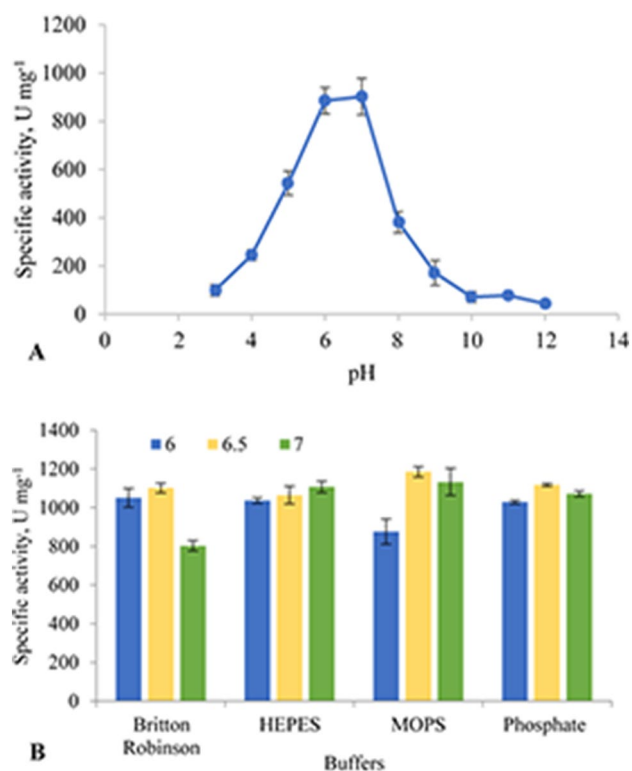 Specific activity, U mg⁻¹
1200
1000
800
600
400
200
0
0 2 4 6 8 10 12 14
A
pH
Specific activity, U mg⁻¹
1400
1200
1000
800
600
400
200
0
6 6.5 7
Britton HEPES MOPS Phosphate
Robinson
B
Buffers